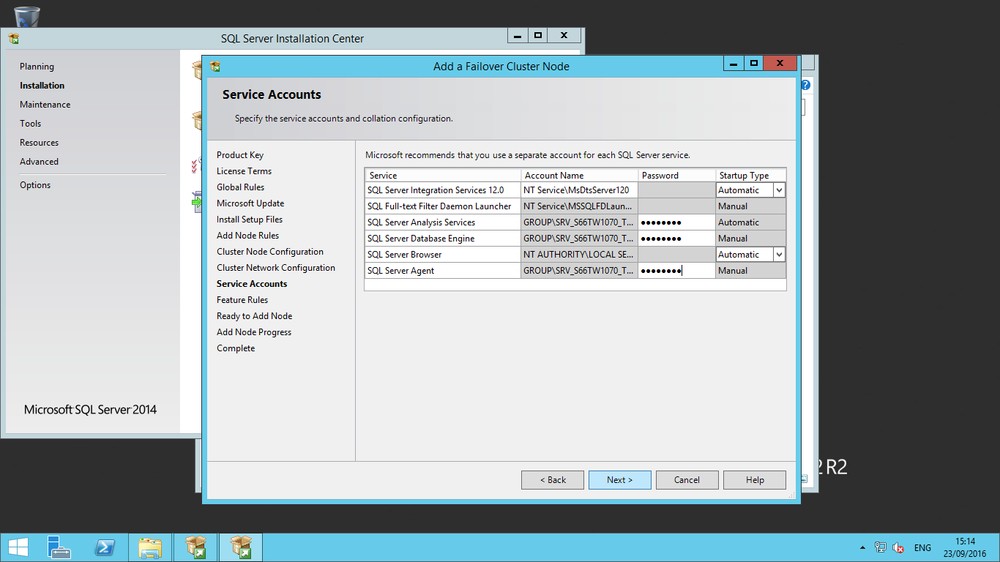 SQL Server Installation Center
Planning
Installation
Maintenance
Tools
Resources
Advanced
Options
Microsoft SQL Server 2014
Add a Failover Cluster Node
Service Accounts
Specify the service accounts and collation configuration.
Product Key
License Terms
Global Rules
Microsoft Update
Install Setup Files
Add Node Rules
Cluster Node Configuration
Cluster Network Configuration
Service Accounts
Feature Rules
Ready to Add Node
Add Node Progress
Complete
Microsoft recommends that you use a separate account for each SQL Server service.
Service Account Name Password Startup Type
SQL Server Integration Services 12.0 NT Service\MsDtsServer120 Automatic
SQL Full-text Filter Daemon Launcher NT Service\MSSQLFDLaun... Manual
SQL Server Analysis Services GROUP\SRV_S66TW1070_T... ●●●●●●●● Automatic
SQL Server Database Engine GROUP\SRV_S66TW1070_T... ●●●●●●●● Manual
SQL Server Browser NT AUTHORITY\LOCAL SE... Automatic
SQL Server Agent GROUP\SRV_S66TW1070_T... ●●●●●●●● Manual
< Back Next > Cancel Help
2 R2
ENG
15:14
23/09/2016